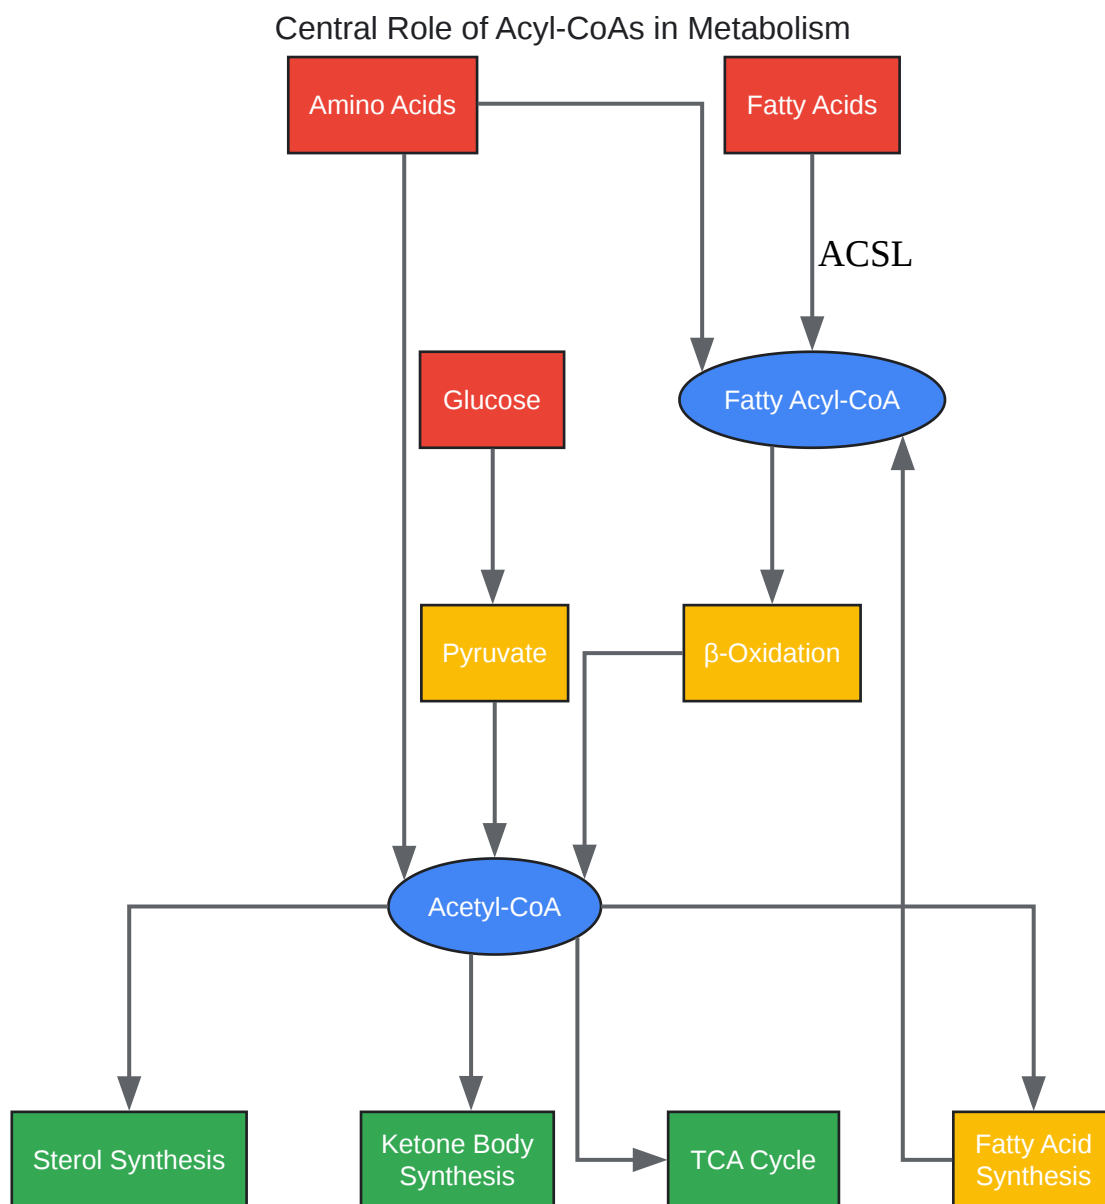 Central Role of Acyl-CoAs in Metabolism
Amino Acids
Fatty Acids
ACSL
Glucose
Fatty Acyl-CoA
Pyruvate
β-Oxidation
Acetyl-CoA
Sterol Synthesis
Ketone Body
Synthesis
TCA Cycle
Fatty Acid
Synthesis